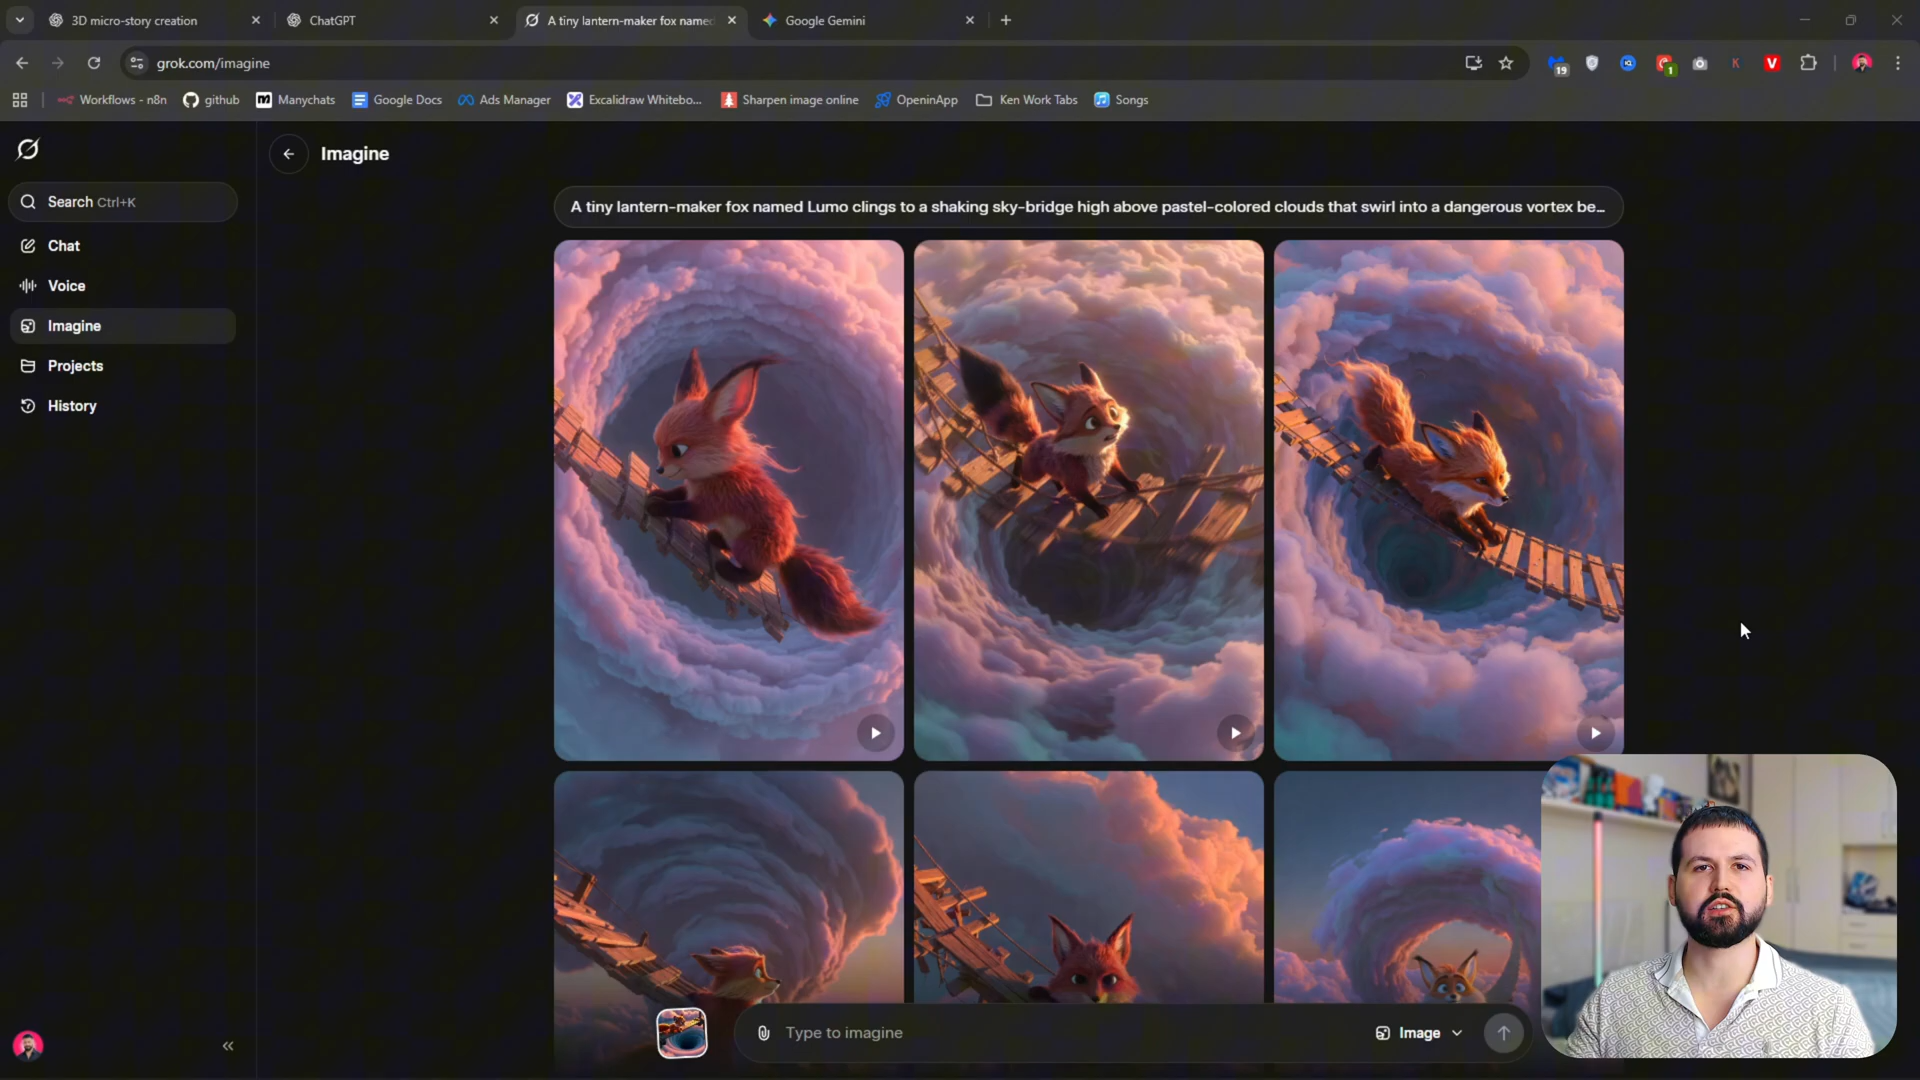 3D micro-story creation
ChatGPT
A tiny lantern-maker fox named
Google Gemini
grok.com/imagine
19
1
K
V
Workflows - n8n
github
Manychats
Google Docs
Ads Manager
Excalidraw Whitebo...
Sharpen image online
OpeninApp
Ken Work Tabs
Songs
Imagine
Search Ctrl+K
Chat
Voice
Imagine
Projects
History
A tiny lantern-maker fox named Lumo clings to a shaking sky-bridge high above pastel-colored clouds that swirl into a dangerous vortex be...
Type to imagine
Image